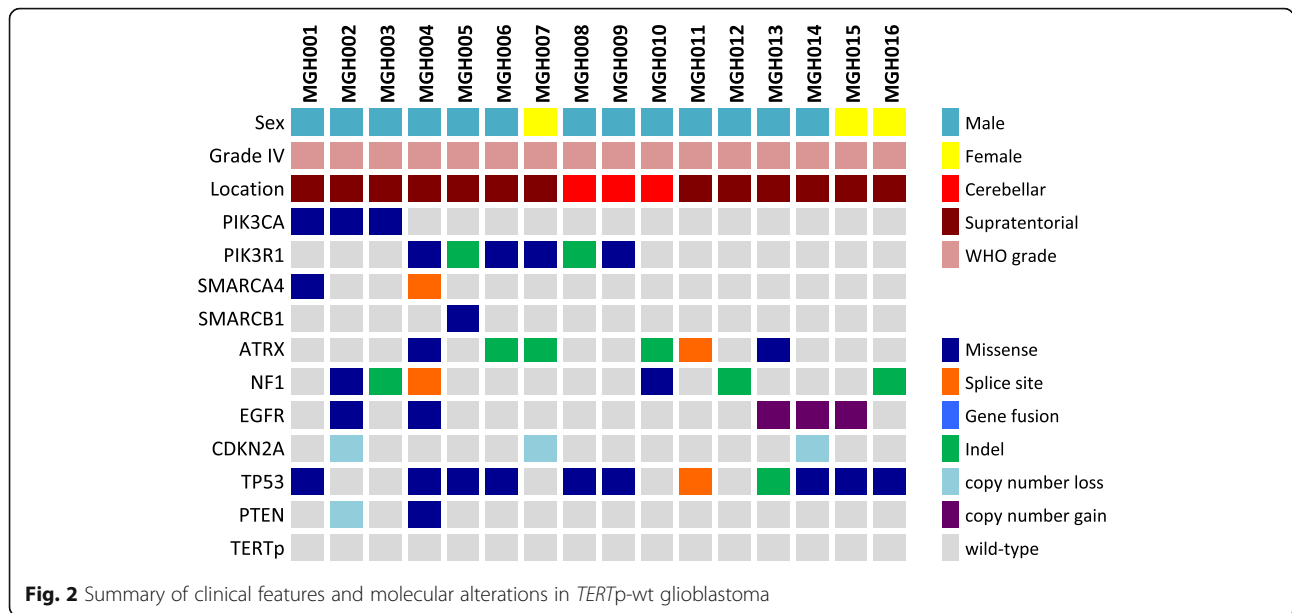 MGH001 MGH002 MGH003 MGH004 MGH005 MGH006 MGH007 MGH008 MGH009 MGH010 MGH011 MGH012 MGH013 MGH014 MGH015 MGH016
Sex
Grade IV
Location
PIK3CA
PIK3R1
SMARCA4
SMARCB1
ATRX
NF1
EGFR
CDKN2A
TP53
PTEN
TERTp
Male
Female
Cerebellar
Supratentorial
WHO grade
Missense
Splice site
Gene fusion
Indel
copy number loss
copy number gain
wild-type
Fig. 2 Summary of clinical features and molecular alterations in TERTp-wt glioblastoma